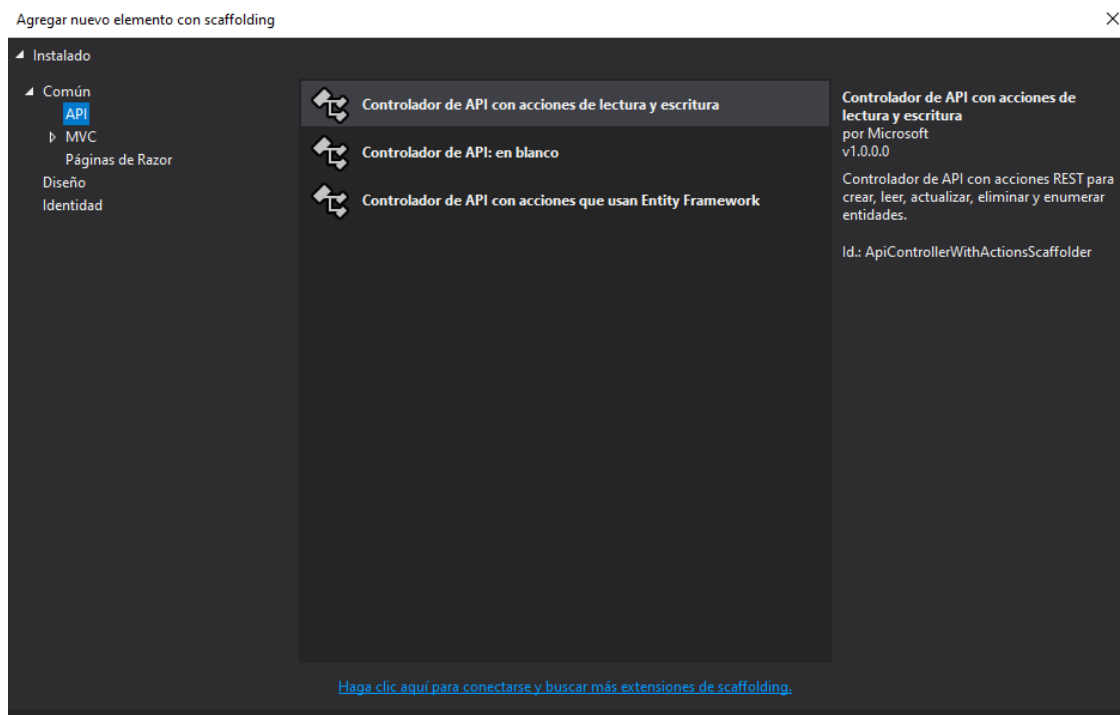 Agregar nuevo elemento con scaffolding
Instalado
Común
API
MVC
Páginas de Razor
Diseño
Identidad
Controlador de API con acciones de lectura y escritura
Controlador de API: en blanco
Controlador de API con acciones que usan Entity Framework
Controlador de API con acciones de
lectura y escritura
por Microsoft
v1.0.0.0
Controlador de API con acciones REST para
crear, leer, actualizar, eliminar y enumerar
entidades.
Id.: ApiControllerWithActionsScaffolder
Haga clic aquí para conectarse y buscar más extensiones de scaffolding.